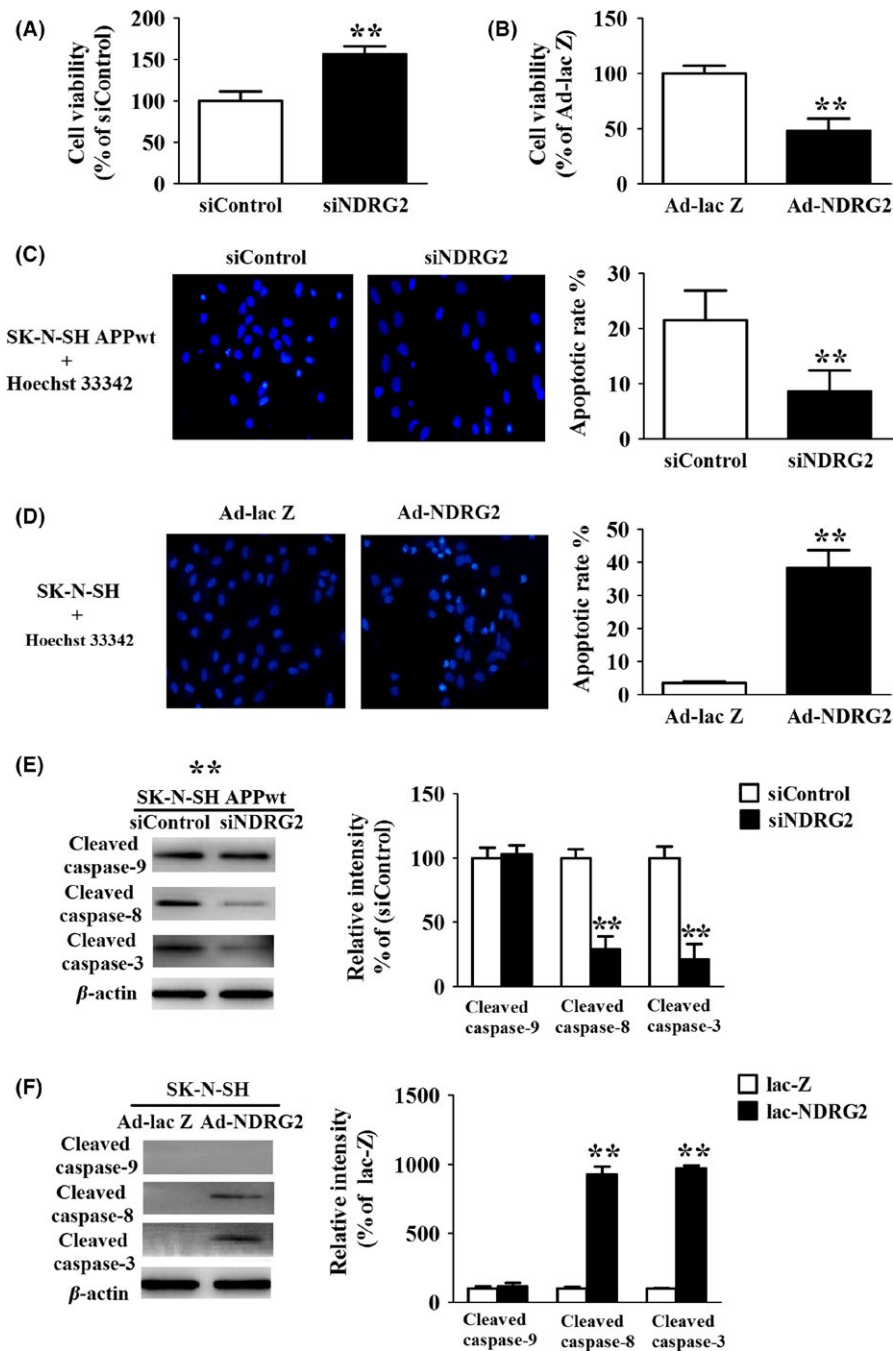 (A)
Cell viability
(% of siControl)
200
150
100
50
0
**
siControl
siNDRG2
(B)
Cell viability
(% of Ad-lac Z)
150
100
50
0
**
Ad-lac Z
Ad-NDRG2
(C)
SK-N-SH APPwt
+
Hoechst 33342
siControl
siNDRG2
Apoptotic rate %
30
20
10
0
**
siControl
siNDRG2
(D)
SK-N-SH
+
Hoechst 33342
Ad-lac Z
Ad-NDRG2
Apoptotic rate %
50
40
30
20
10
0
**
Ad-lac Z
Ad-NDRG2
(E)
**
SK-N-SH APPwt
siControl siNDRG2
Cleaved
caspase-9
Cleaved
caspase-8
Cleaved
caspase-3
β-actin
Relative intensity
% of (siControl)
150
100
50
0
**
**
siControl
siNDRG2
Cleaved
caspase-9
Cleaved
caspase-8
Cleaved
caspase-3
(F)
SK-N-SH
Ad-lac Z Ad-NDRG2
Cleaved
caspase-9
Cleaved
caspase-8
Cleaved
caspase-3
β-actin
Relative intensity
(% of lac-Z)
1500
1000
500
0
**
**
lac-Z
lac-NDRG2
Cleaved
caspase-9
Cleaved
caspase-8
Cleaved
caspase-3